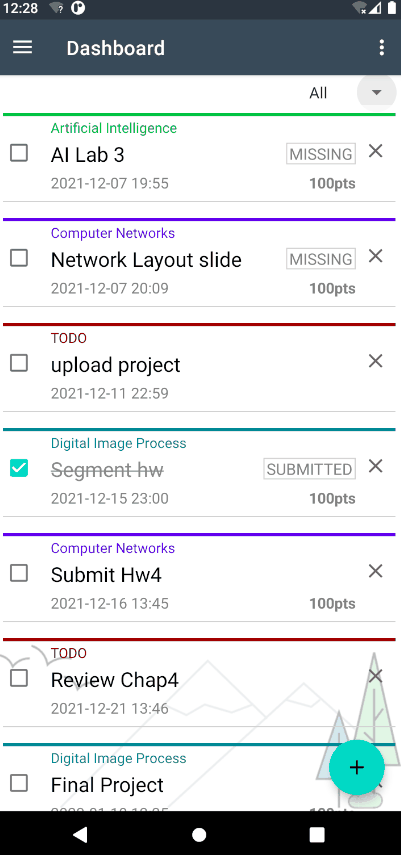 12:28
Dashboard
All
Artificial Intelligence
AI Lab 3
MISSING
2021-12-07 19:55
100pts
Computer Networks
Network Layout slide
MISSING
2021-12-07 20:09
100pts
TODO
upload project
2021-12-11 22:59
Digital Image Process
Segment hw
SUBMITTED
2021-12-15 23:00
100pts
Computer Networks
Submit Hw4
2021-12-16 13:45
100pts
TODO
Review Chap4
2021-12-21 13:46
Digital Image Process
Final Project